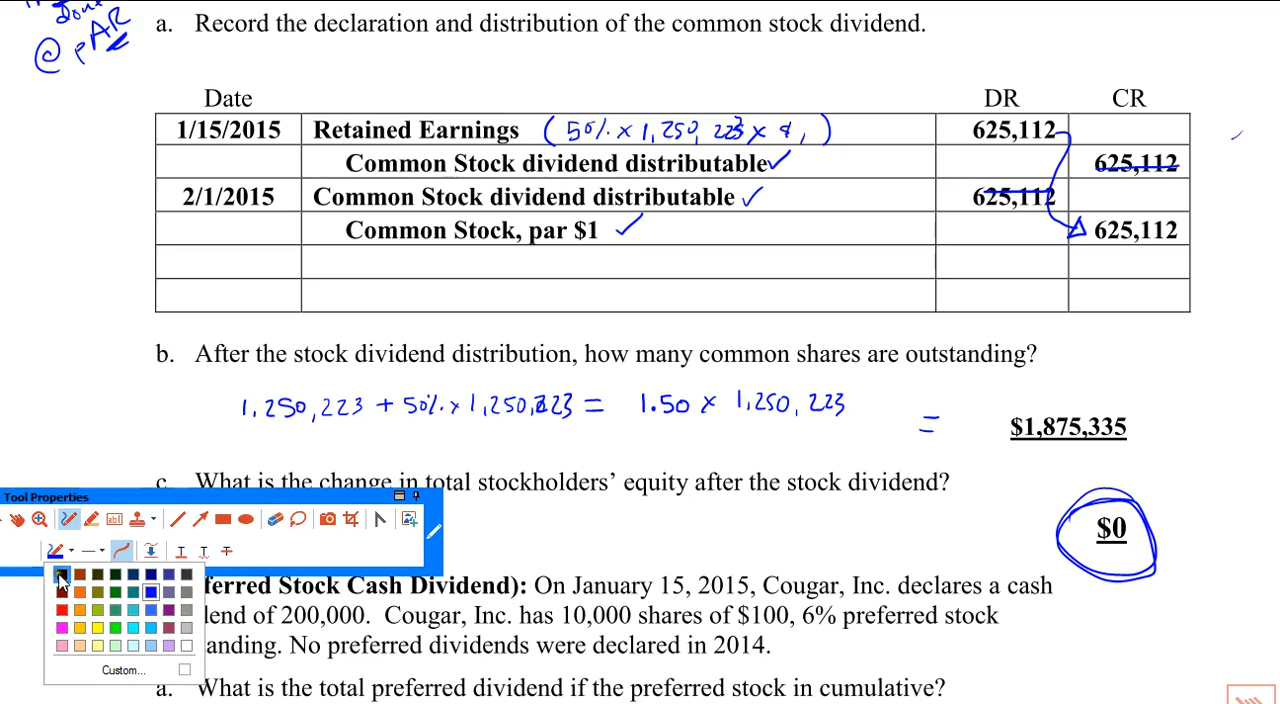 Dont
@ PAR
a. Record the declaration and distribution of the common stock dividend.
Date DR CR
1/15/2015 Retained Earnings (50% x 1,250,223 x $1) 625,112
Common Stock dividend distributable 625,112
2/1/2015 Common Stock dividend distributable 625,112
Common Stock, par $1 625,112
b. After the stock dividend distribution, how many common shares are outstanding?
1,250,223 + 50% x 1,250,223 = 1.50 x 1,250,223
= $1,875,335
c. What is the change in total stockholders’ equity after the stock dividend?
Tool Properties
$0
Custom...
ferred Stock Cash Dividend): On January 15, 2015, Cougar, Inc. declares a cash
lend of 200,000. Cougar, Inc. has 10,000 shares of $100, 6% preferred stock
anding. No preferred dividends were declared in 2014.
a. What is the total preferred dividend if the preferred stock in cumulative?